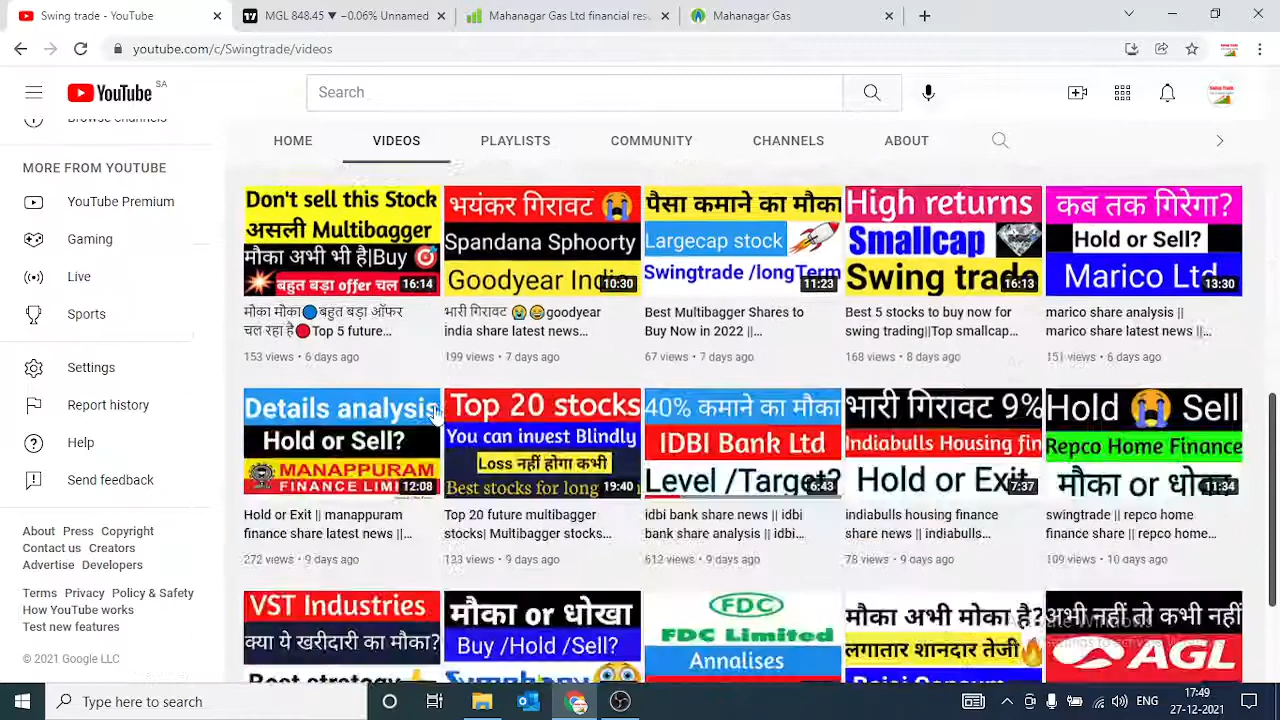 Swing trade - YouTube
MGL 848.45 ▼ −0.06% Unnamed
Mahanagar Gas Ltd financial res
Mahanagar Gas
youtube.com/c/Swingtrade/videos
YouTube SA
Search
Browse channels
HOME VIDEOS PLAYLISTS COMMUNITY CHANNELS ABOUT
MORE FROM YOUTUBE
YouTube Premium
Gaming
Live
Sports
Settings
Report history
Help
Send feedback
About Press Copyright
Contact us Creators
Advertise Developers
Terms Privacy Policy & Safety
How YouTube works
Test new features
© 2021 Google LLC
Don't sell this Stock
असली Multibagger
मौका अभी भी है|Buy 🎯
💥 बहुत बड़ा offer चल
16:14
मौका मौका🔵बहुत बड़ा ऑफर
चल रहा है🔴Top 5 future...
153 views • 6 days ago
भयंकर गिरावट 😭
Spandana Sphoorty
Goodyear India
10:30
भारी गिरावट 😭😂goodyear
india share latest news...
199 views • 7 days ago
पैसा कमाने का मौका
Largecap stock 🚀
Swingtrade /longTerm
11:23
Best Multibagger Shares to
Buy Now in 2022 ||...
67 views • 7 days ago
High returns
Smallcap 💎
Swing trade
16:13
Best 5 stocks to buy now for
swing trading||Top smallcap...
168 views • 8 days ago
कब तक गिरेगा?
Hold or Sell?
Marico Ltd
13:30
marico share analysis ||
marico share latest news ||...
151 views • 6 days ago
Details analysis
Hold or Sell?
MANAPPURAM
FINANCE LIMI
12:08
Hold or Exit || manappuram
finance share latest news ||...
272 views • 9 days ago
Top 20 stocks
You can invest Blindly
Loss नहीं होगा कभी
Best stocks for long
19:40
Top 20 future multibagger
stocks| Multibagger stocks...
123 views • 9 days ago
40% कमाने का मौका
IDBI Bank Ltd
Level /Target?
6:43
idbi bank share news || idbi
bank share analysis || idbi...
612 views • 9 days ago
भारी गिरावट 9%
Indiabulls Housing fin
Hold or Exit
7:37
indiabulls housing finance
share news || indiabulls...
78 views • 9 days ago
Hold 😭 Sell
Repco Home Finance
मौका or धोखा
11:34
swingtrade || repco home
finance share || repco home...
109 views • 10 days ago
VST Industries
क्या ये खरीदारी का मौका?
Best strategy 👍
मौका or धोखा
Buy /Hold /Sell?
Symphony
FDC
FDC Limited
Annalises
मौका अभी मोका है?
लगातार शानदार तेजी🔥
Bajaj Consum
अभी नहीं तो कभी नहीं
AGL
Type here to search
ENG
17:49
27-12-2021